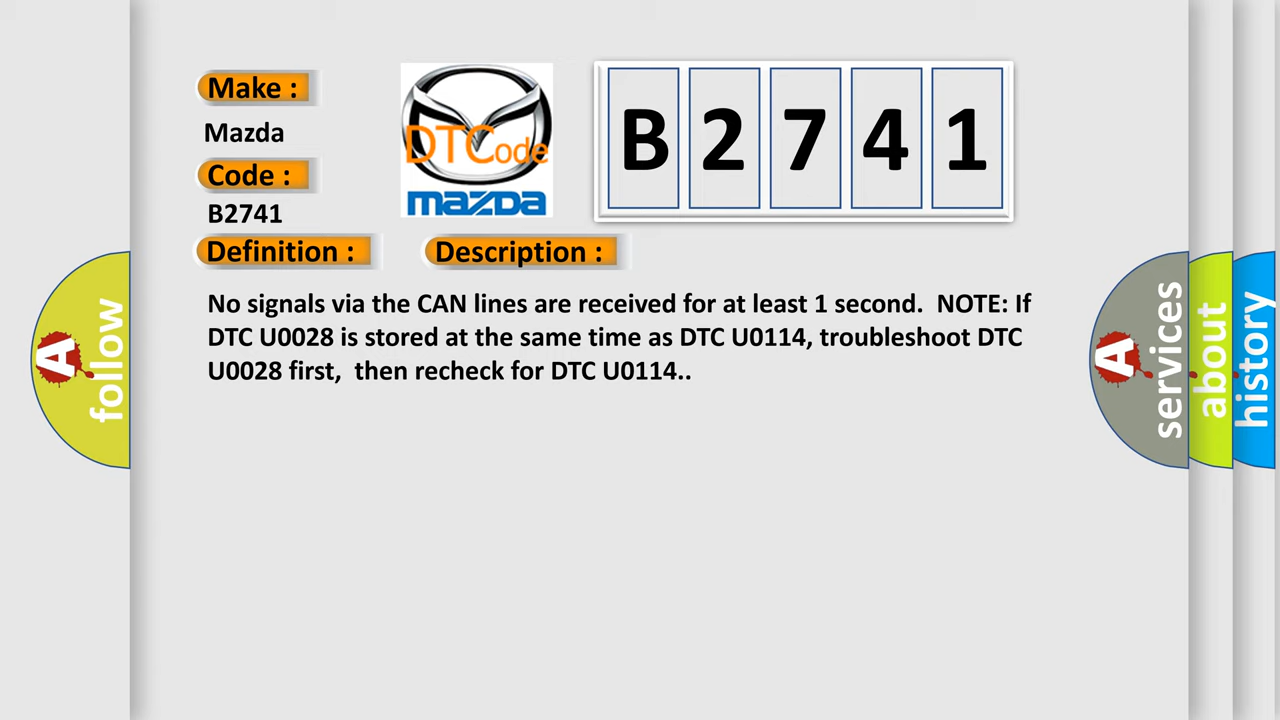 Make :
Mazda
Code :
B2741
Definition :
Description :
DTCode
mazda
B 2 7 4 1
No signals via the CAN lines are received for at least 1 second.  NOTE: If
DTC U0028 is stored at the same time as DTC U0114, troubleshoot DTC
U0028 first,  then recheck for DTC U0114..
A
follow
A
services
about
history